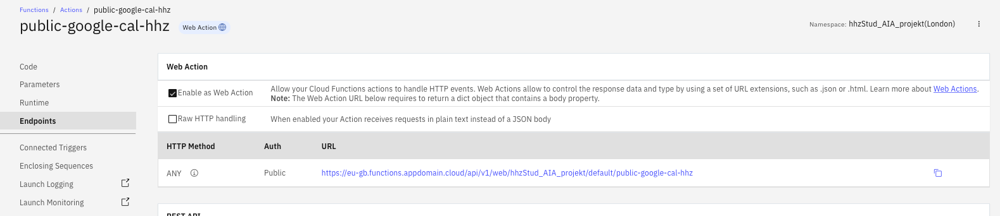 Functions / Actions / public-google-cal-hhz
public-google-cal-hhz Web Action
Namespace: hhzStud_AIA_projekt(London)
Code
Parameters
Runtime
Endpoints
Connected Triggers
Enclosing Sequences
Launch Logging
Launch Monitoring
Web Action
Enable as Web Action
Allow your Cloud Functions actions to handle HTTP events. Web Actions allow to control the response data and type by using a set of URL extensions, such as .json or .html. Learn more about Web Actions.
Note: The Web Action URL below requires to return a dict object that contains a body property.
Raw HTTP handling
When enabled your Action receives requests in plain text instead of a JSON body
HTTP Method Auth URL
ANY Public https://eu-gb.functions.appdomain.cloud/api/v1/web/hhzStud_AIA_projekt/default/public-google-cal-hhz
REST API